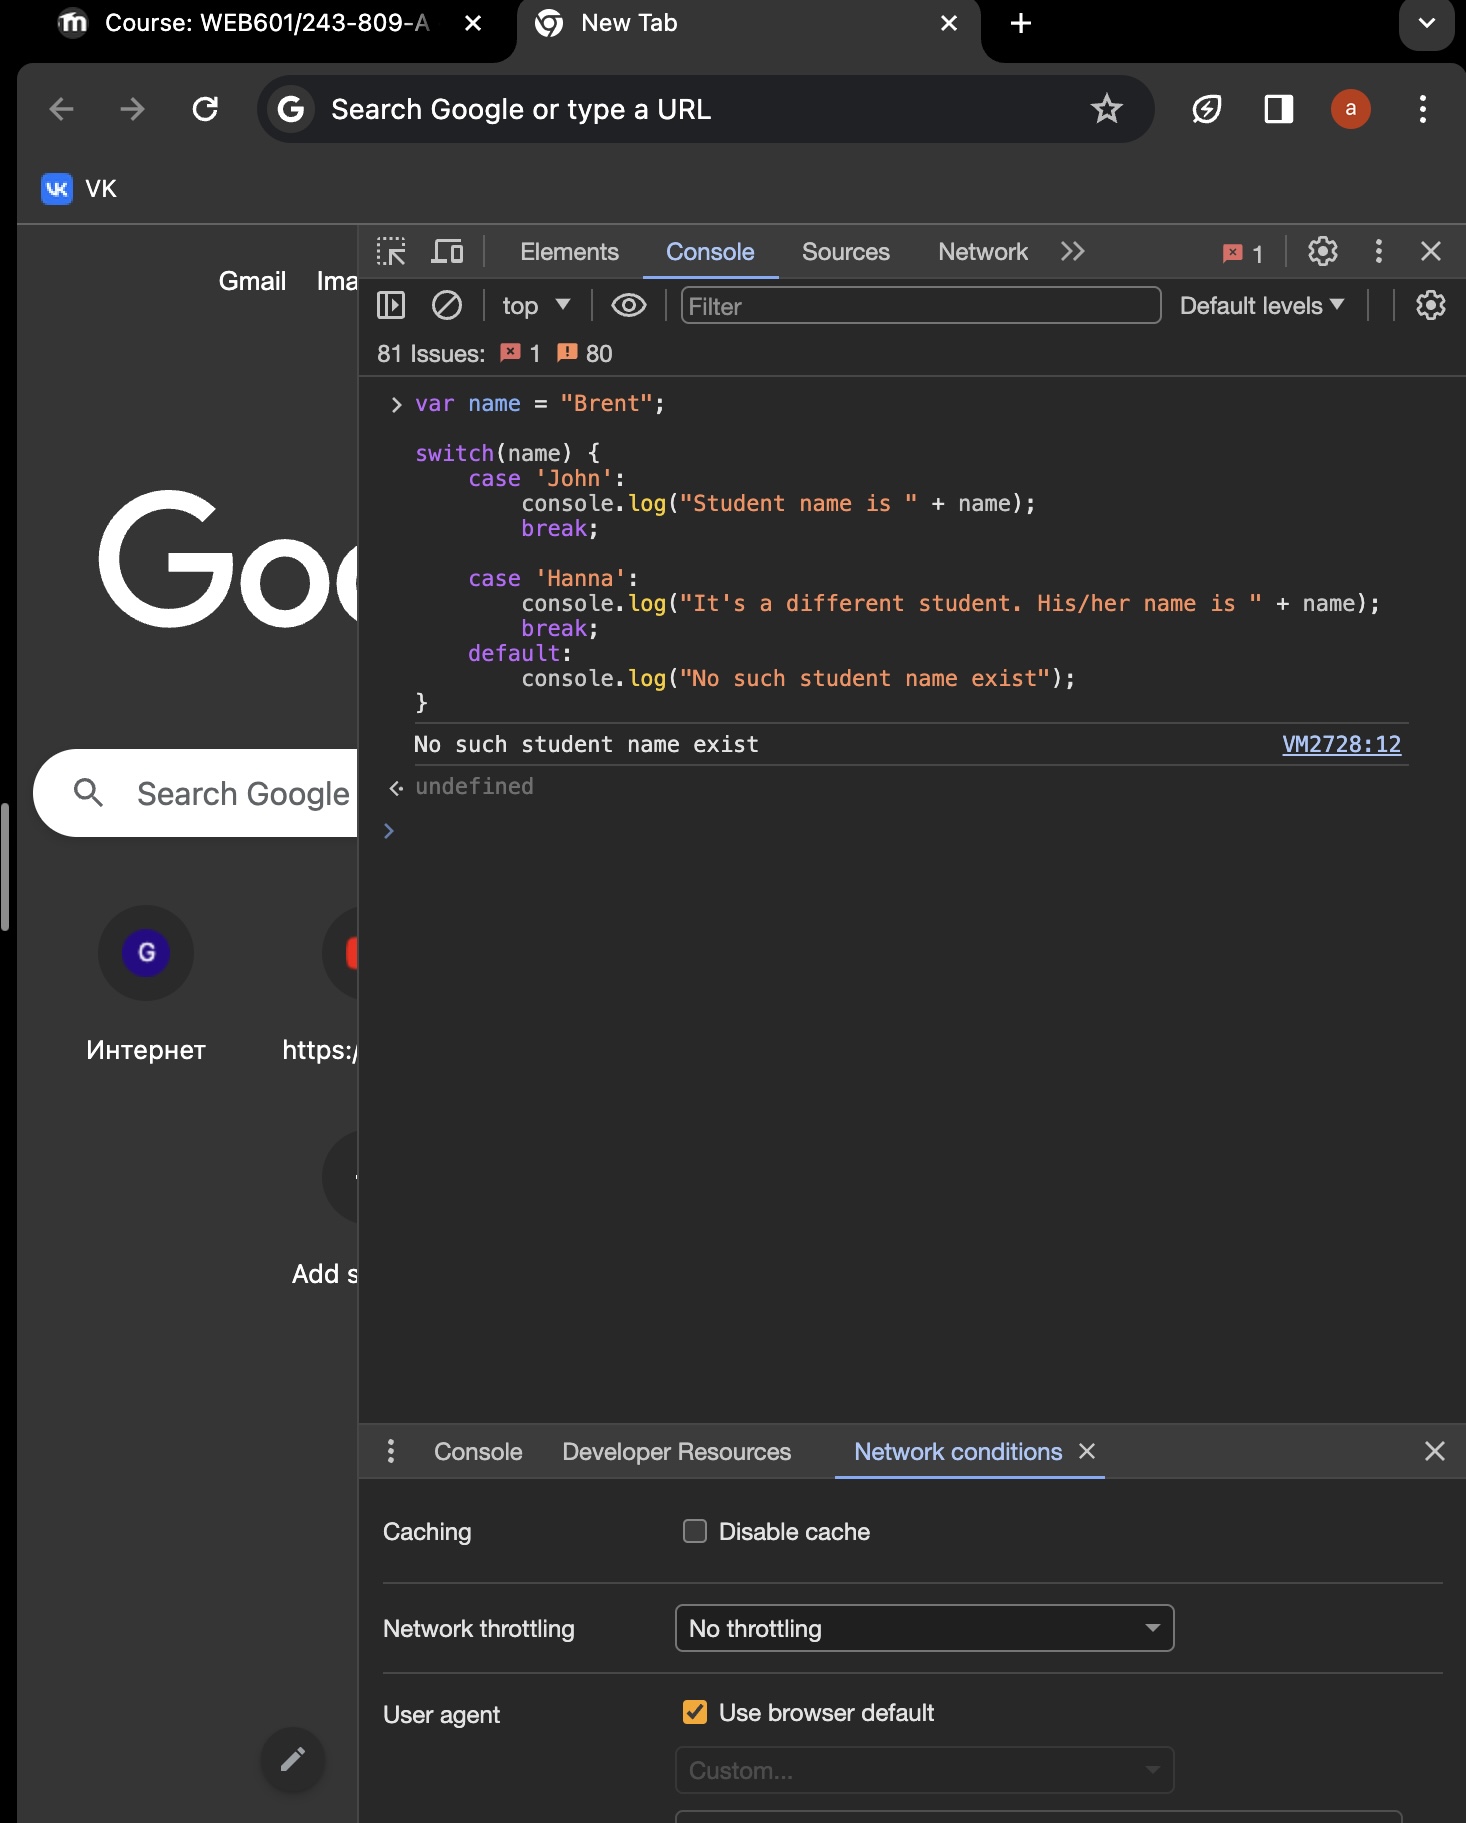 Course: WEB601/243-809-A
New Tab
Search Google or type a URL
a
VK
Gmail Ima
Elements Console Sources Network 1
top Filter Default levels
81 Issues: 1 80
var name = "Brent";
switch(name) {
    case 'John':
        console.log("Student name is " + name);
        break;
    case 'Hanna':
        console.log("It's a different student. His/her name is " + name);
        break;
    default:
        console.log("No such student name exist");
}
No such student name exist VM2728:12
undefined
Goo
Search Google
G
Интернет https:/
Add s
Console Developer Resources Network conditions
Caching Disable cache
Network throttling No throttling
User agent Use browser default
Custom...